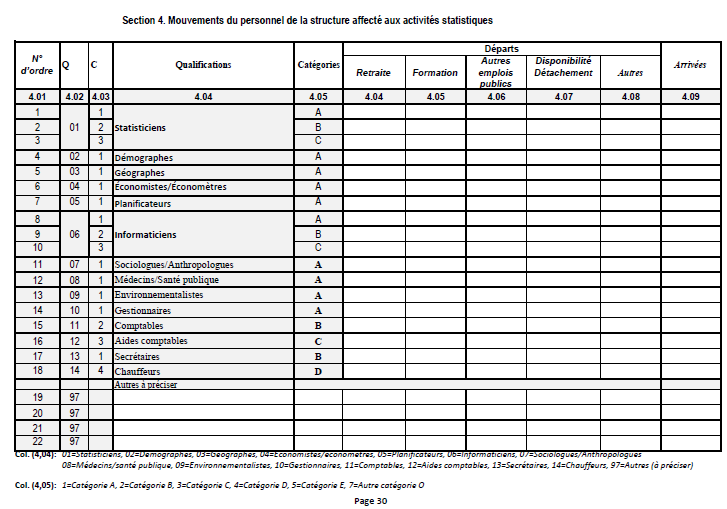 Section 4. Mouvements du personnel de la structure affecté aux activités statistiques
N° d'ordre Q C Qualifications Catégories Départs Arrivées
Retraite Formation Autres emplois publics Disponibilité Détachement Autres
4.01 4.02 4.03 4.04 4.05 4.04 4.05 4.06 4.07 4.08 4.09
1 1 A
2 01 2 Statisticiens B
3 3 C
4 02 1 Démographes A
5 03 1 Géographes A
6 04 1 Économistes/Économètres A
7 05 1 Planificateurs A
8 1 A
9 06 2 Informaticiens B
10 3 C
11 07 1 Sociologues/Anthropologues A
12 08 1 Médecins/Santé publique A
13 09 1 Environnementalistes A
14 10 1 Gestionnaires A
15 11 2 Comptables B
16 12 3 Aides comptables C
17 13 1 Secrétaires B
18 14 4 Chauffeurs D
Autres à préciser
19 97
20 97
21 97
22 97
Col. (4,04): 01=Statisticiens, 02=Démographes, 03=Géographes, 04=Economistes/économètres, 05=Planificateurs, 06=Informaticiens, 07=Sociologues/Anthropologues
08=Médecins/santé publique, 09=Environnementalistes, 10=Gestionnaires, 11=Comptables, 12=Aides comptables, 13=Secrétaires, 14=Chauffeurs, 97=Autres (à préciser)
Col. (4,05): 1=Catégorie A, 2=Catégorie B, 3=Catégorie C, 4=Catégorie D, 5=Catégorie E, 7=Autre catégorie O
Page 30